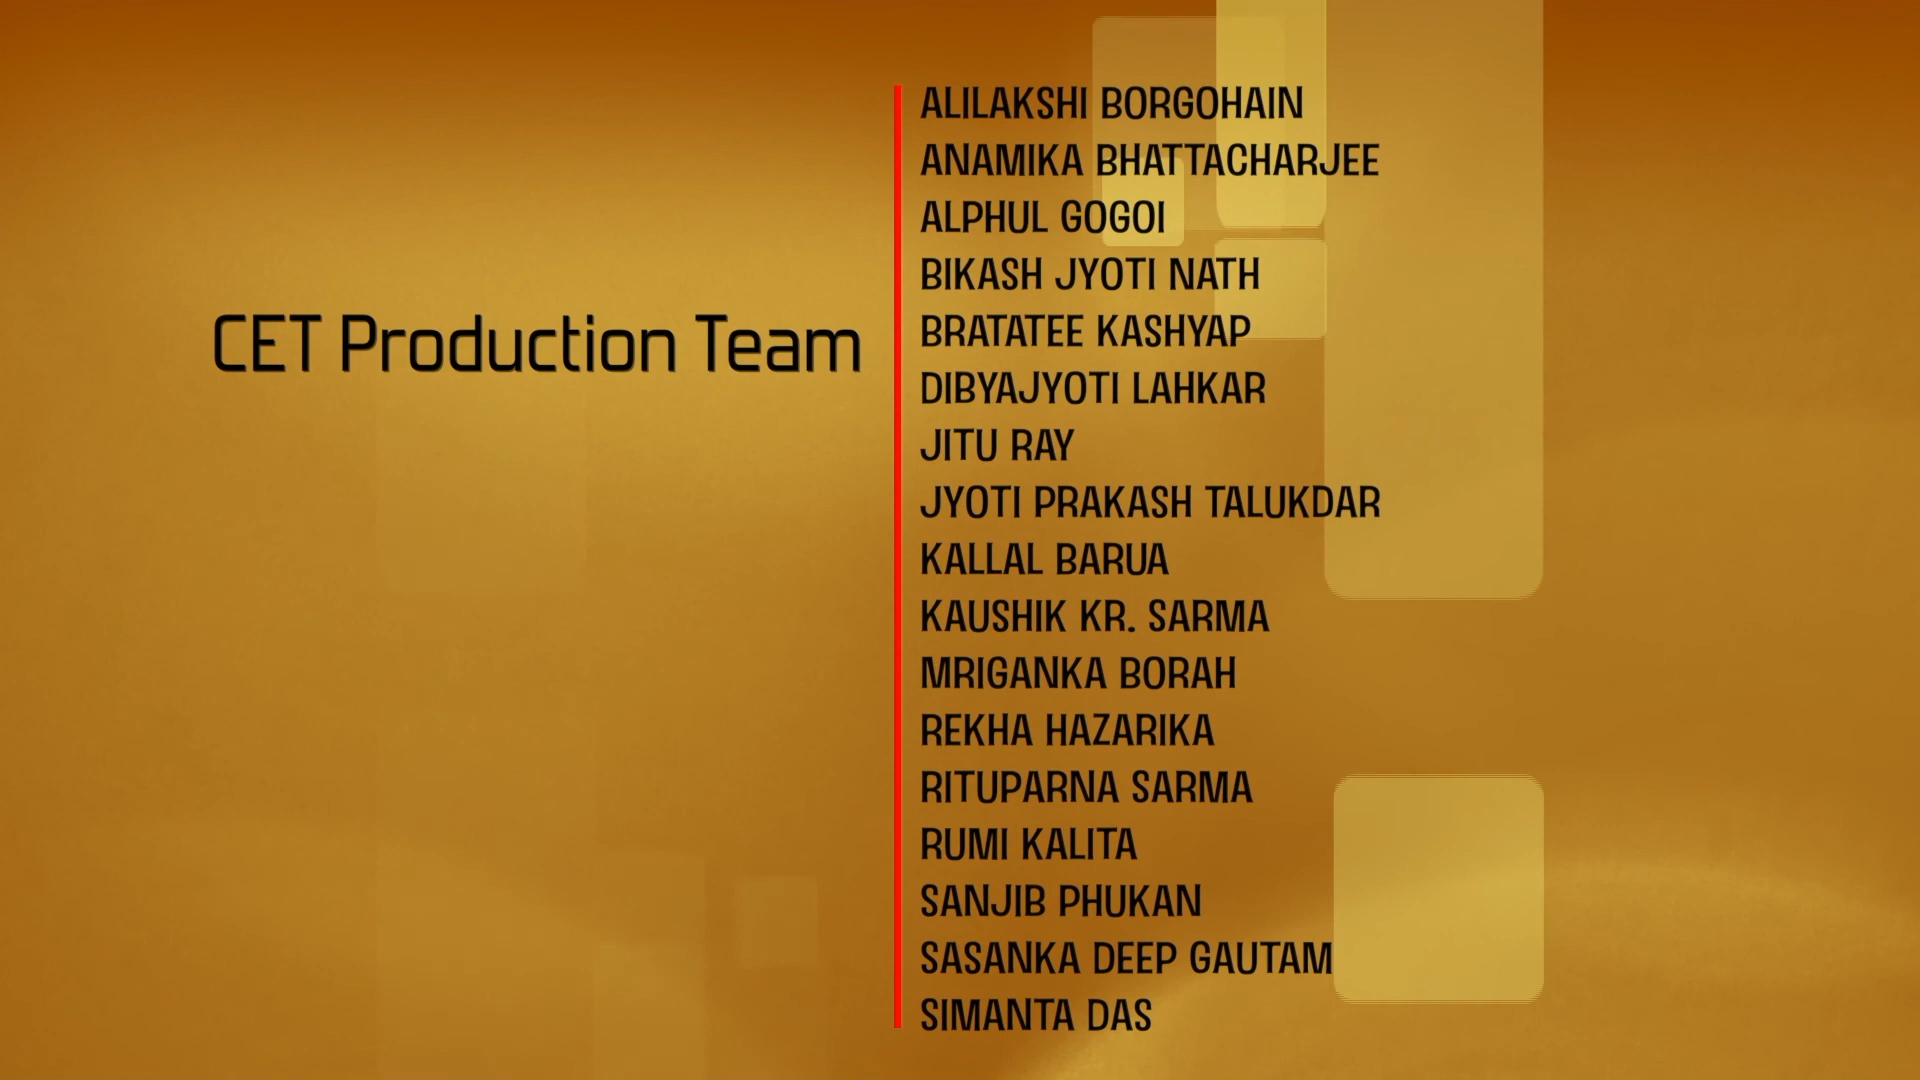 CET Production Team
ALILAKSHI BORGOHAIN
ANAMIKA BHATTACHARJEE
ALPHUL GOGOI
BIKASH JYOTI NATH
BRATATEE KASHYAP
DIBYAJYOTI LAHKAR
JITU RAY
JYOTI PRAKASH TALUKDAR
KALLAL BARUA
KAUSHIK KR. SARMA
MRIGANKA BORAH
REKHA HAZARIKA
RITUPARNA SARMA
RUMI KALITA
SANJIB PHUKAN
SASANKA DEEP GAUTAM
SIMANTA DAS